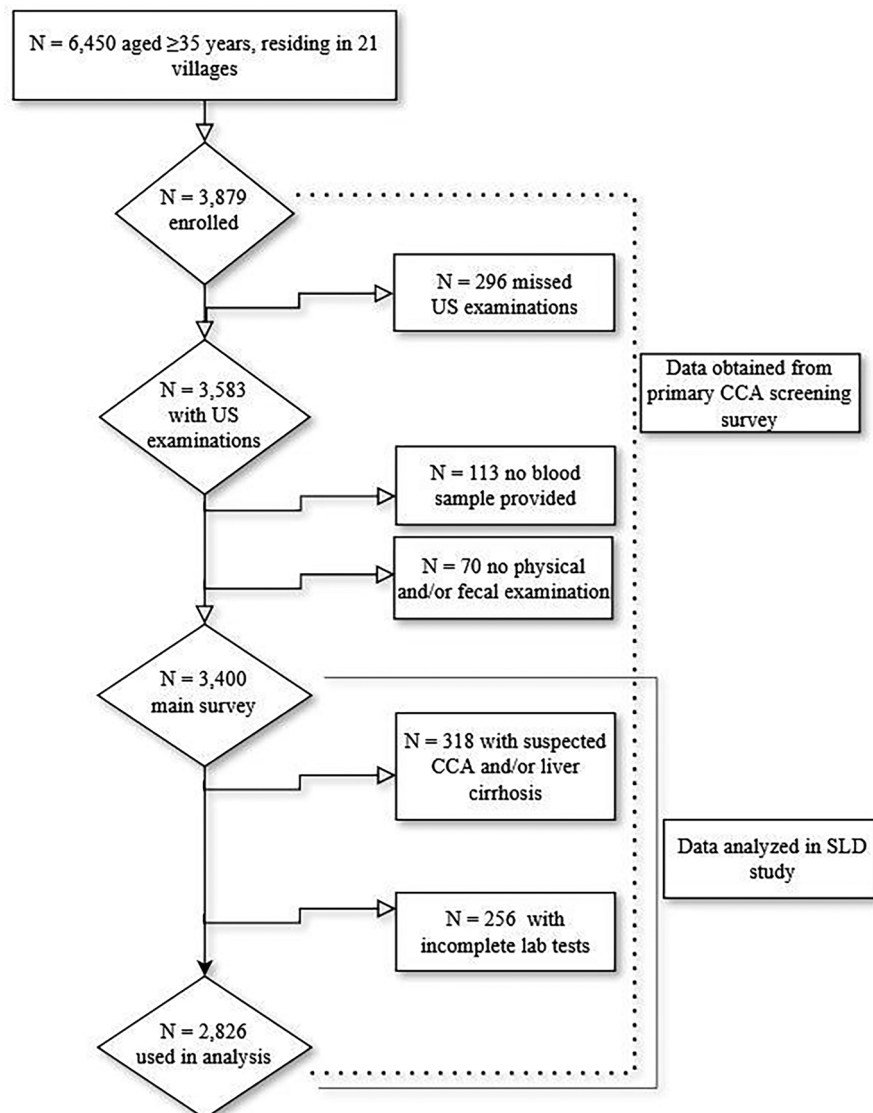 N = 6,450 aged ≥35 years, residing in 21
villages
N = 3,879
enrolled
N = 296 missed
US examinations
N = 3,583
with US
examinations
Data obtained from
primary CCA screening
survey
N = 113 no blood
sample provided
N = 70 no physical
and/or fecal examination
N = 3,400
main survey
N = 318 with suspected
CCA and/or liver
cirrhosis
Data analyzed in SLD
study
N = 256 with
incomplete lab tests
N = 2,826
used in analysis